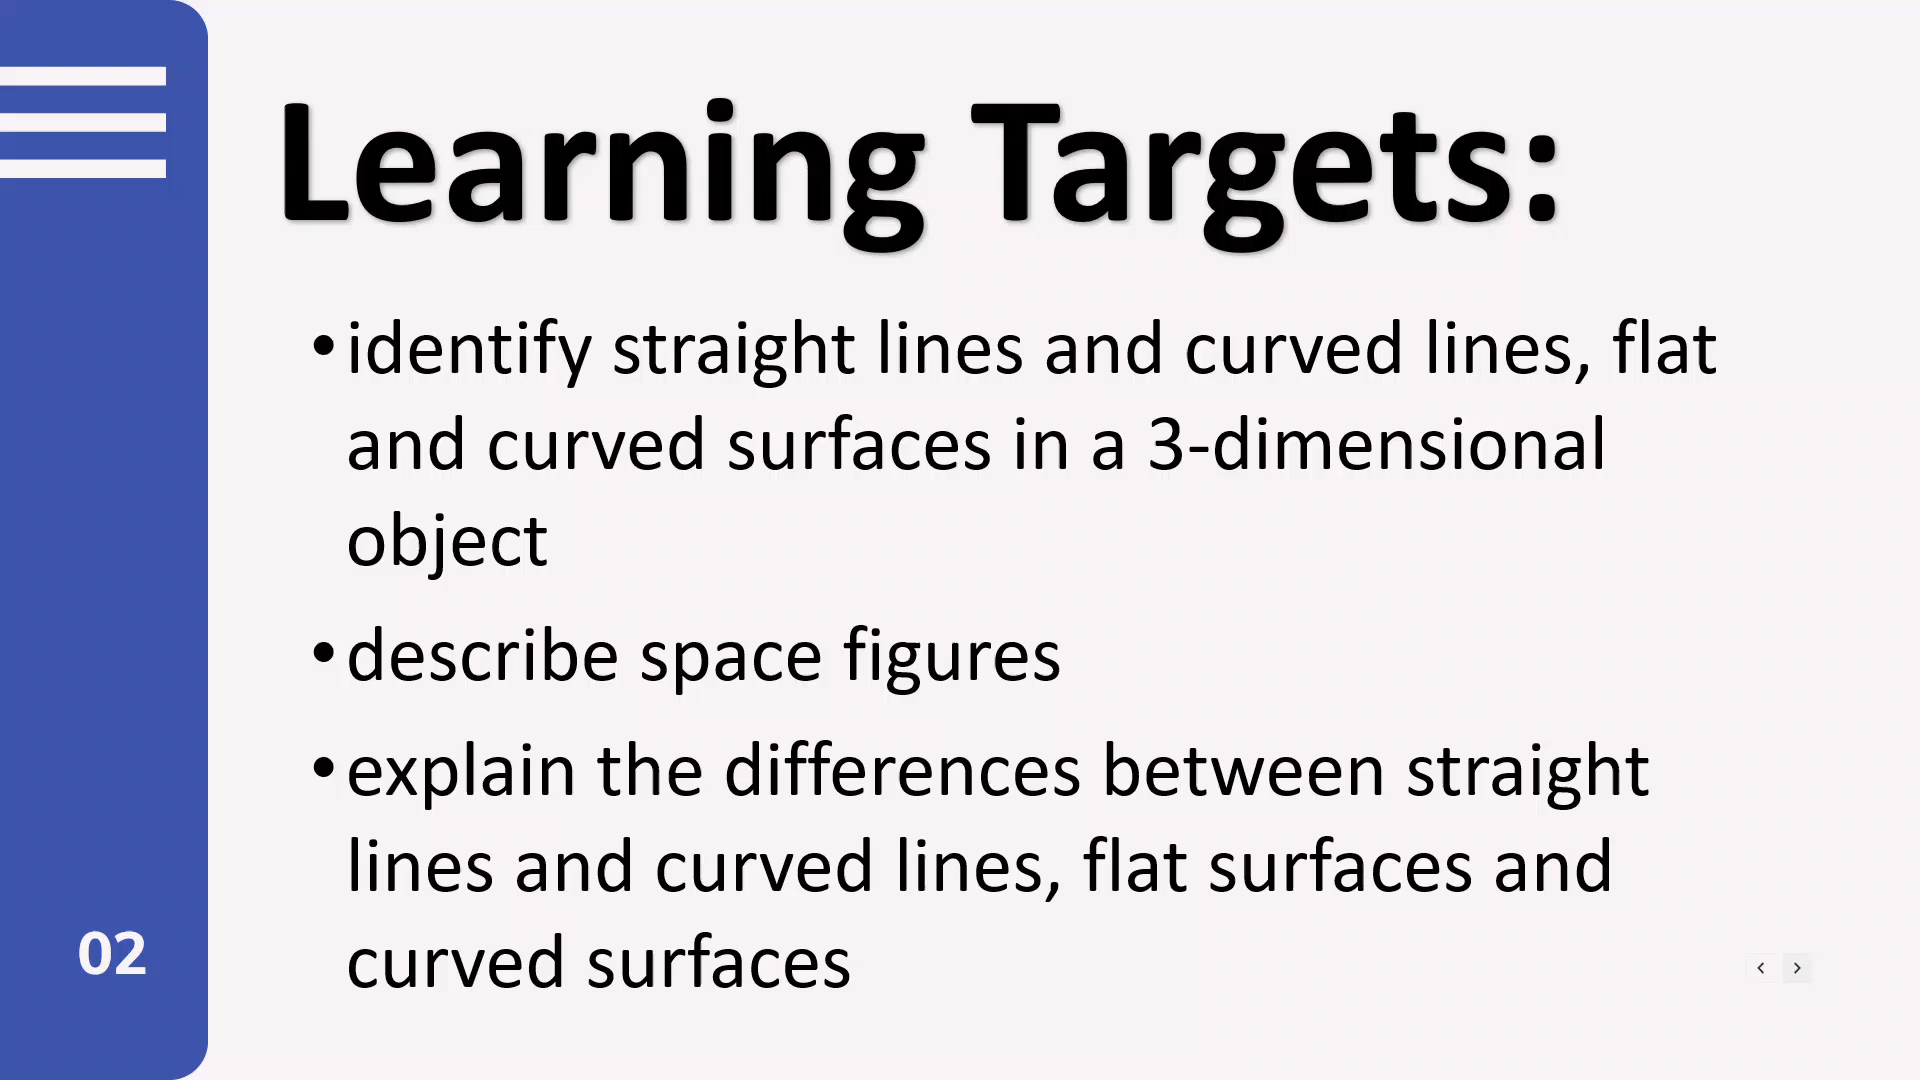 Learning Targets:
•identify straight lines and curved lines, flat
and curved surfaces in a 3-dimensional
object
•describe space figures
•explain the differences between straight
lines and curved lines, flat surfaces and
curved surfaces
02